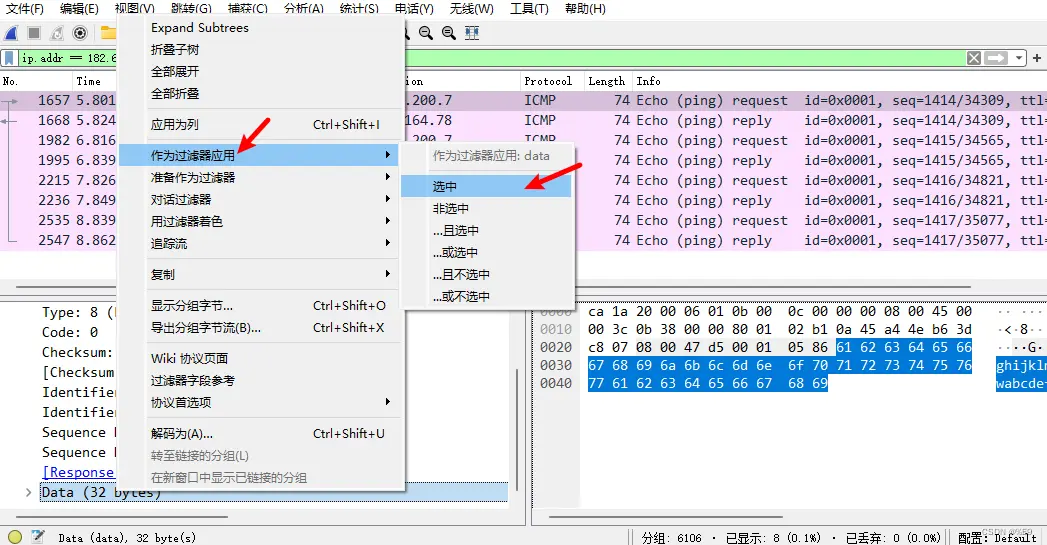 文件(F) 编辑(E) 视图(V) 跳转(G) 捕获(C) 分析(A) 统计(S) 电话(Y) 无线(W) 工具(T) 帮助(H)
ip.addr == 182.6
No. Time ion Protocol Length Info
1657 5.801 .200.7 ICMP 74 Echo (ping) request id=0x0001, seq=1414/34309, ttl=
1668 5.824 164.78 ICMP 74 Echo (ping) reply id=0x0001, seq=1414/34309, ttl=
1982 6.816 .200.7 ICMP 74 Echo (ping) request id=0x0001, seq=1415/34565, ttl=
1995 6.839 74 Echo (ping) reply id=0x0001, seq=1415/34565, ttl=
2215 7.826 74 Echo (ping) request id=0x0001, seq=1416/34821, ttl=
2236 7.849 74 Echo (ping) reply id=0x0001, seq=1416/34821, ttl=
2535 8.839 74 Echo (ping) request id=0x0001, seq=1417/35077, ttl=
2547 8.862 74 Echo (ping) reply id=0x0001, seq=1417/35077, ttl=
Expand Subtrees
折叠子树
全部展开
全部折叠
应用为列 Ctrl+Shift+I
作为过滤器应用
准备作为过滤器
对话过滤器
用过滤器着色
追踪流
复制
显示分组字节... Ctrl+Shift+O
导出分组字节流(B)... Ctrl+Shift+X
Wiki 协议页面
过滤器字段参考
协议首选项
解码为(A)... Ctrl+Shift+U
转至链接的分组(L)
在新窗口中显示已链接的分组
作为过滤器应用: data
选中
非选中
...且选中
...或选中
...且不选中
...或不选中
Type: 8 (
Code: 0
Checksum:
[Checksum
Identifie
Identifie
Sequence
Sequence
[Response
Data (32 bytes)
0000 ca 1a 20 00 06 01 0b 00 0c 00 00 00 08 00 45 00
0010 00 3c 0b 38 00 00 80 01 02 b1 0a 45 a4 4e b6 3d ·<·8·
0020 c8 07 08 00 47 d5 00 01 05 86 61 62 63 64 65 66 ····G·
0030 67 68 69 6a 6b 6c 6d 6e 6f 70 71 72 73 74 75 76 ghijklm
0040 77 61 62 63 64 65 66 67 68 69 wabcde
Data (data), 32 byte(s) 分组: 6106 · 已显示: 8 (0.1%) · 已丢弃: 0 (0.0%) 配置: Default